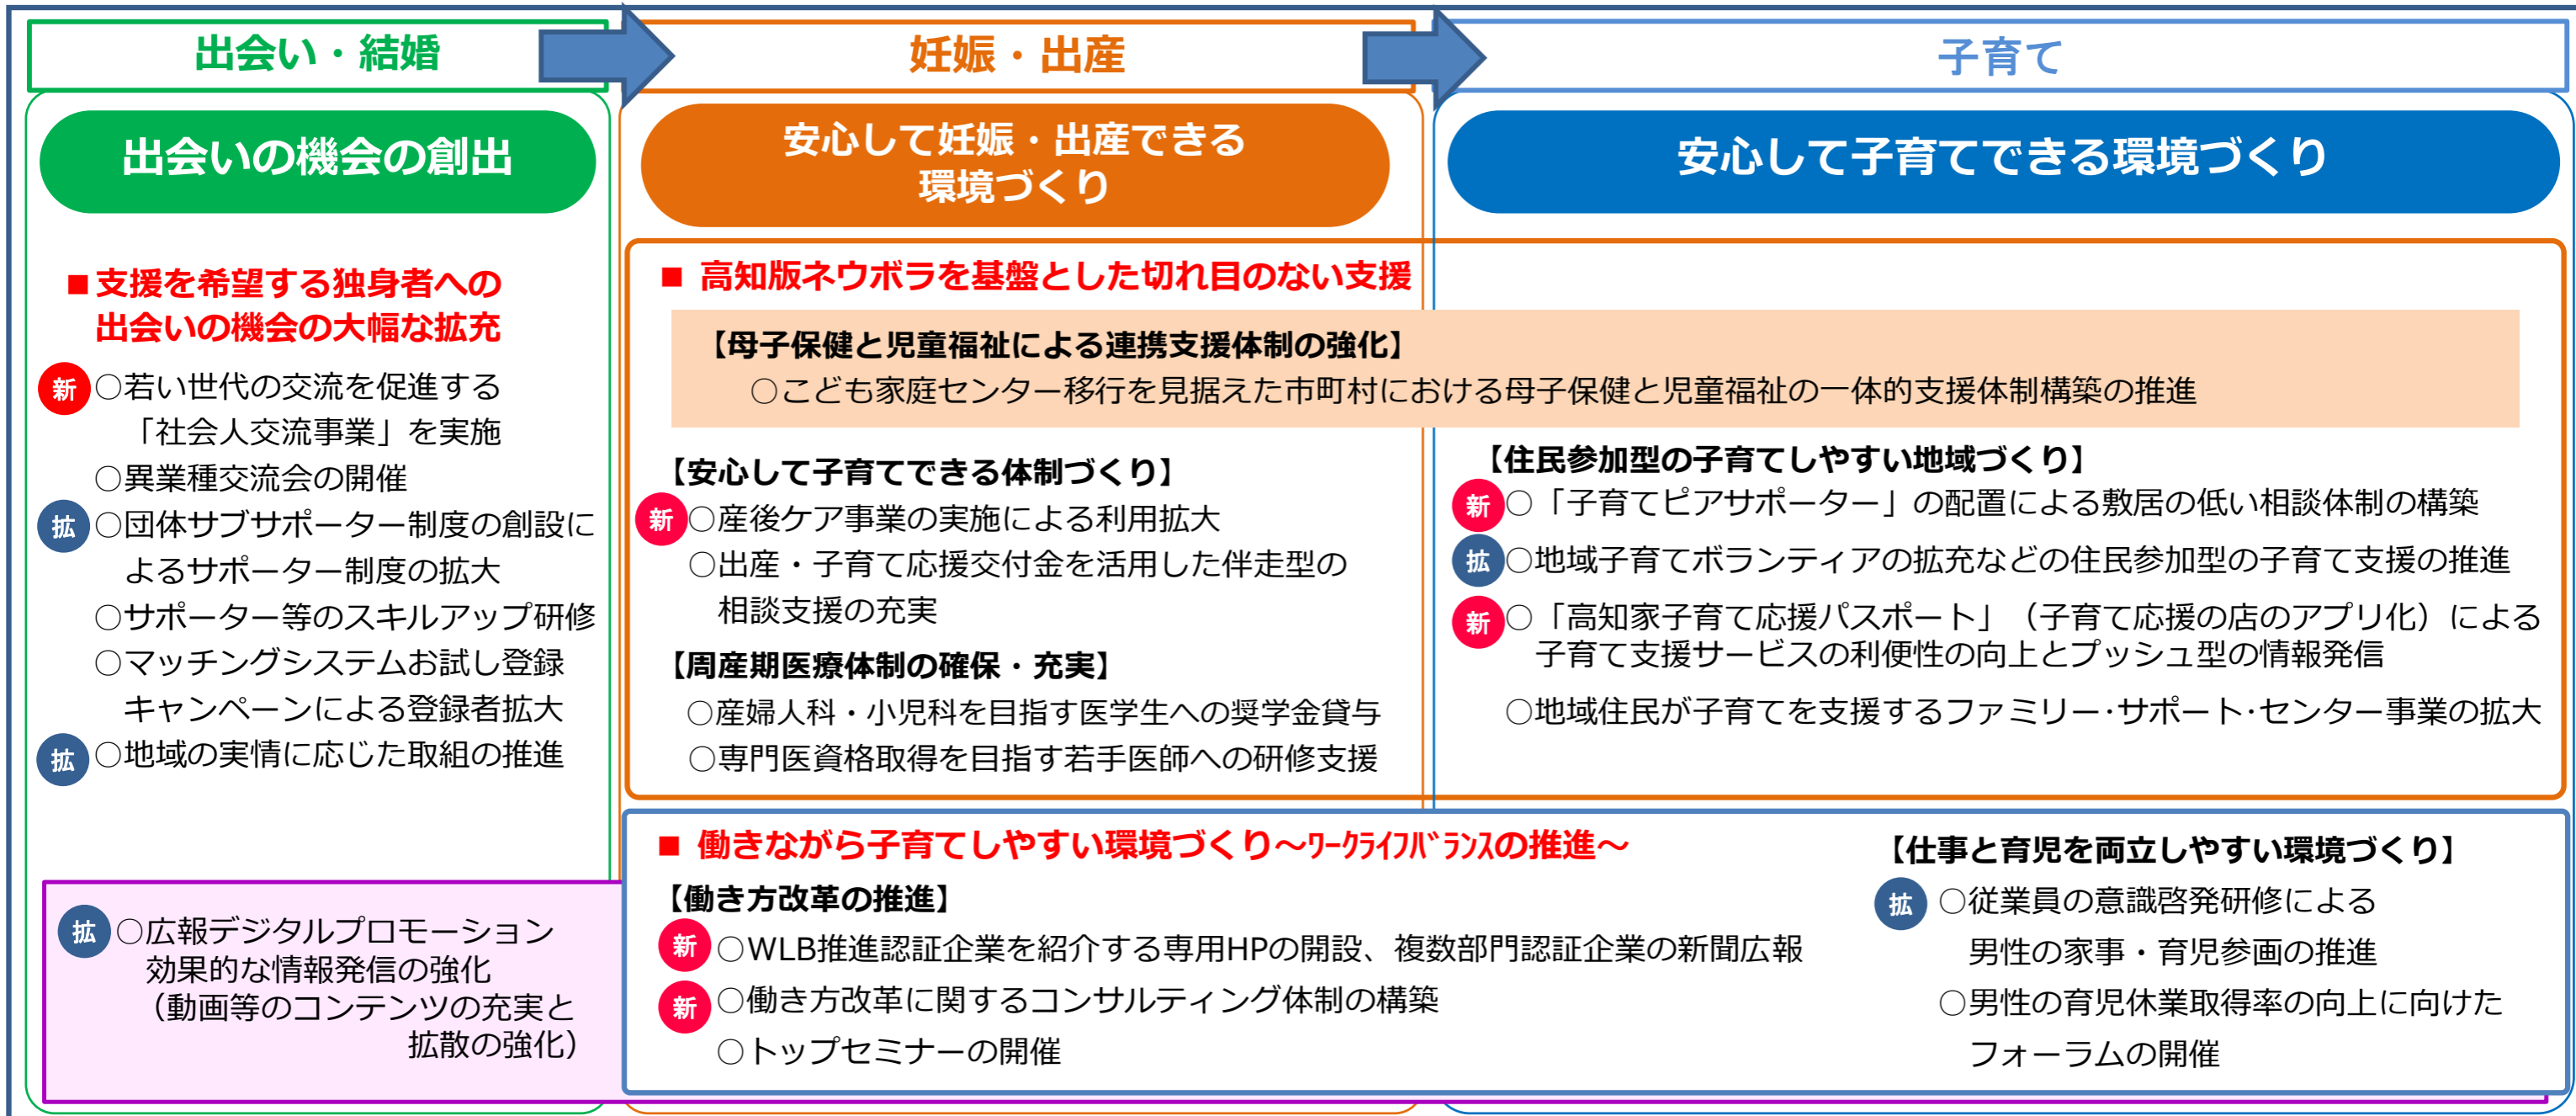 出会い・結婚
妊娠・出産
子育て
出会いの機会の創出
安心して妊娠・出産できる
環境づくり
安心して子育てできる環境づくり
■支援を希望する独身者への
出会いの機会の大幅な拡充
新 ○若い世代の交流を促進する
「社会人交流事業」を実施
○異業種交流会の開催
拡 ○団体サブサポーター制度の創設に
よるサポーター制度の拡大
○サポーター等のスキルアップ研修
○マッチングシステムお試し登録
キャンペーンによる登録者拡大
拡 ○地域の実情に応じた取組の推進
■ 高知版ネウボラを基盤とした切れ目のない支援
【母子保健と児童福祉による連携支援体制の強化】
○こども家庭センター移行を見据えた市町村における母子保健と児童福祉の一体的支援体制構築の推進
【安心して子育てできる体制づくり】
新 ○産後ケア事業の実施による利用拡大
○出産・子育て応援交付金を活用した伴走型の
相談支援の充実
【周産期医療体制の確保・充実】
○産婦人科・小児科を目指す医学生への奨学金貸与
○専門医資格取得を目指す若手医師への研修支援
【住民参加型の子育てしやすい地域づくり】
新 ○「子育てピアサポーター」の配置による敷居の低い相談体制の構築
拡 ○地域子育てボランティアの拡充などの住民参加型の子育て支援の推進
新 ○「高知家子育て応援パスポート」（子育て応援の店のアプリ化）による
子育て支援サービスの利便性の向上とプッシュ型の情報発信
○地域住民が子育てを支援するファミリー･サポート･センター事業の拡大
■ 働きながら子育てしやすい環境づくり～ﾜｰｸﾗｲﾌﾊﾞﾗﾝｽの推進～
【働き方改革の推進】
新 ○WLB推進認証企業を紹介する専用HPの開設、複数部門認証企業の新聞広報
新 ○働き方改革に関するコンサルティング体制の構築
○トップセミナーの開催
【仕事と育児を両立しやすい環境づくり】
拡 ○従業員の意識啓発研修による
男性の家事・育児参画の推進
○男性の育児休業取得率の向上に向けた
フォーラムの開催
拡 ○広報デジタルプロモーション
効果的な情報発信の強化
（動画等のコンテンツの充実と
拡散の強化）